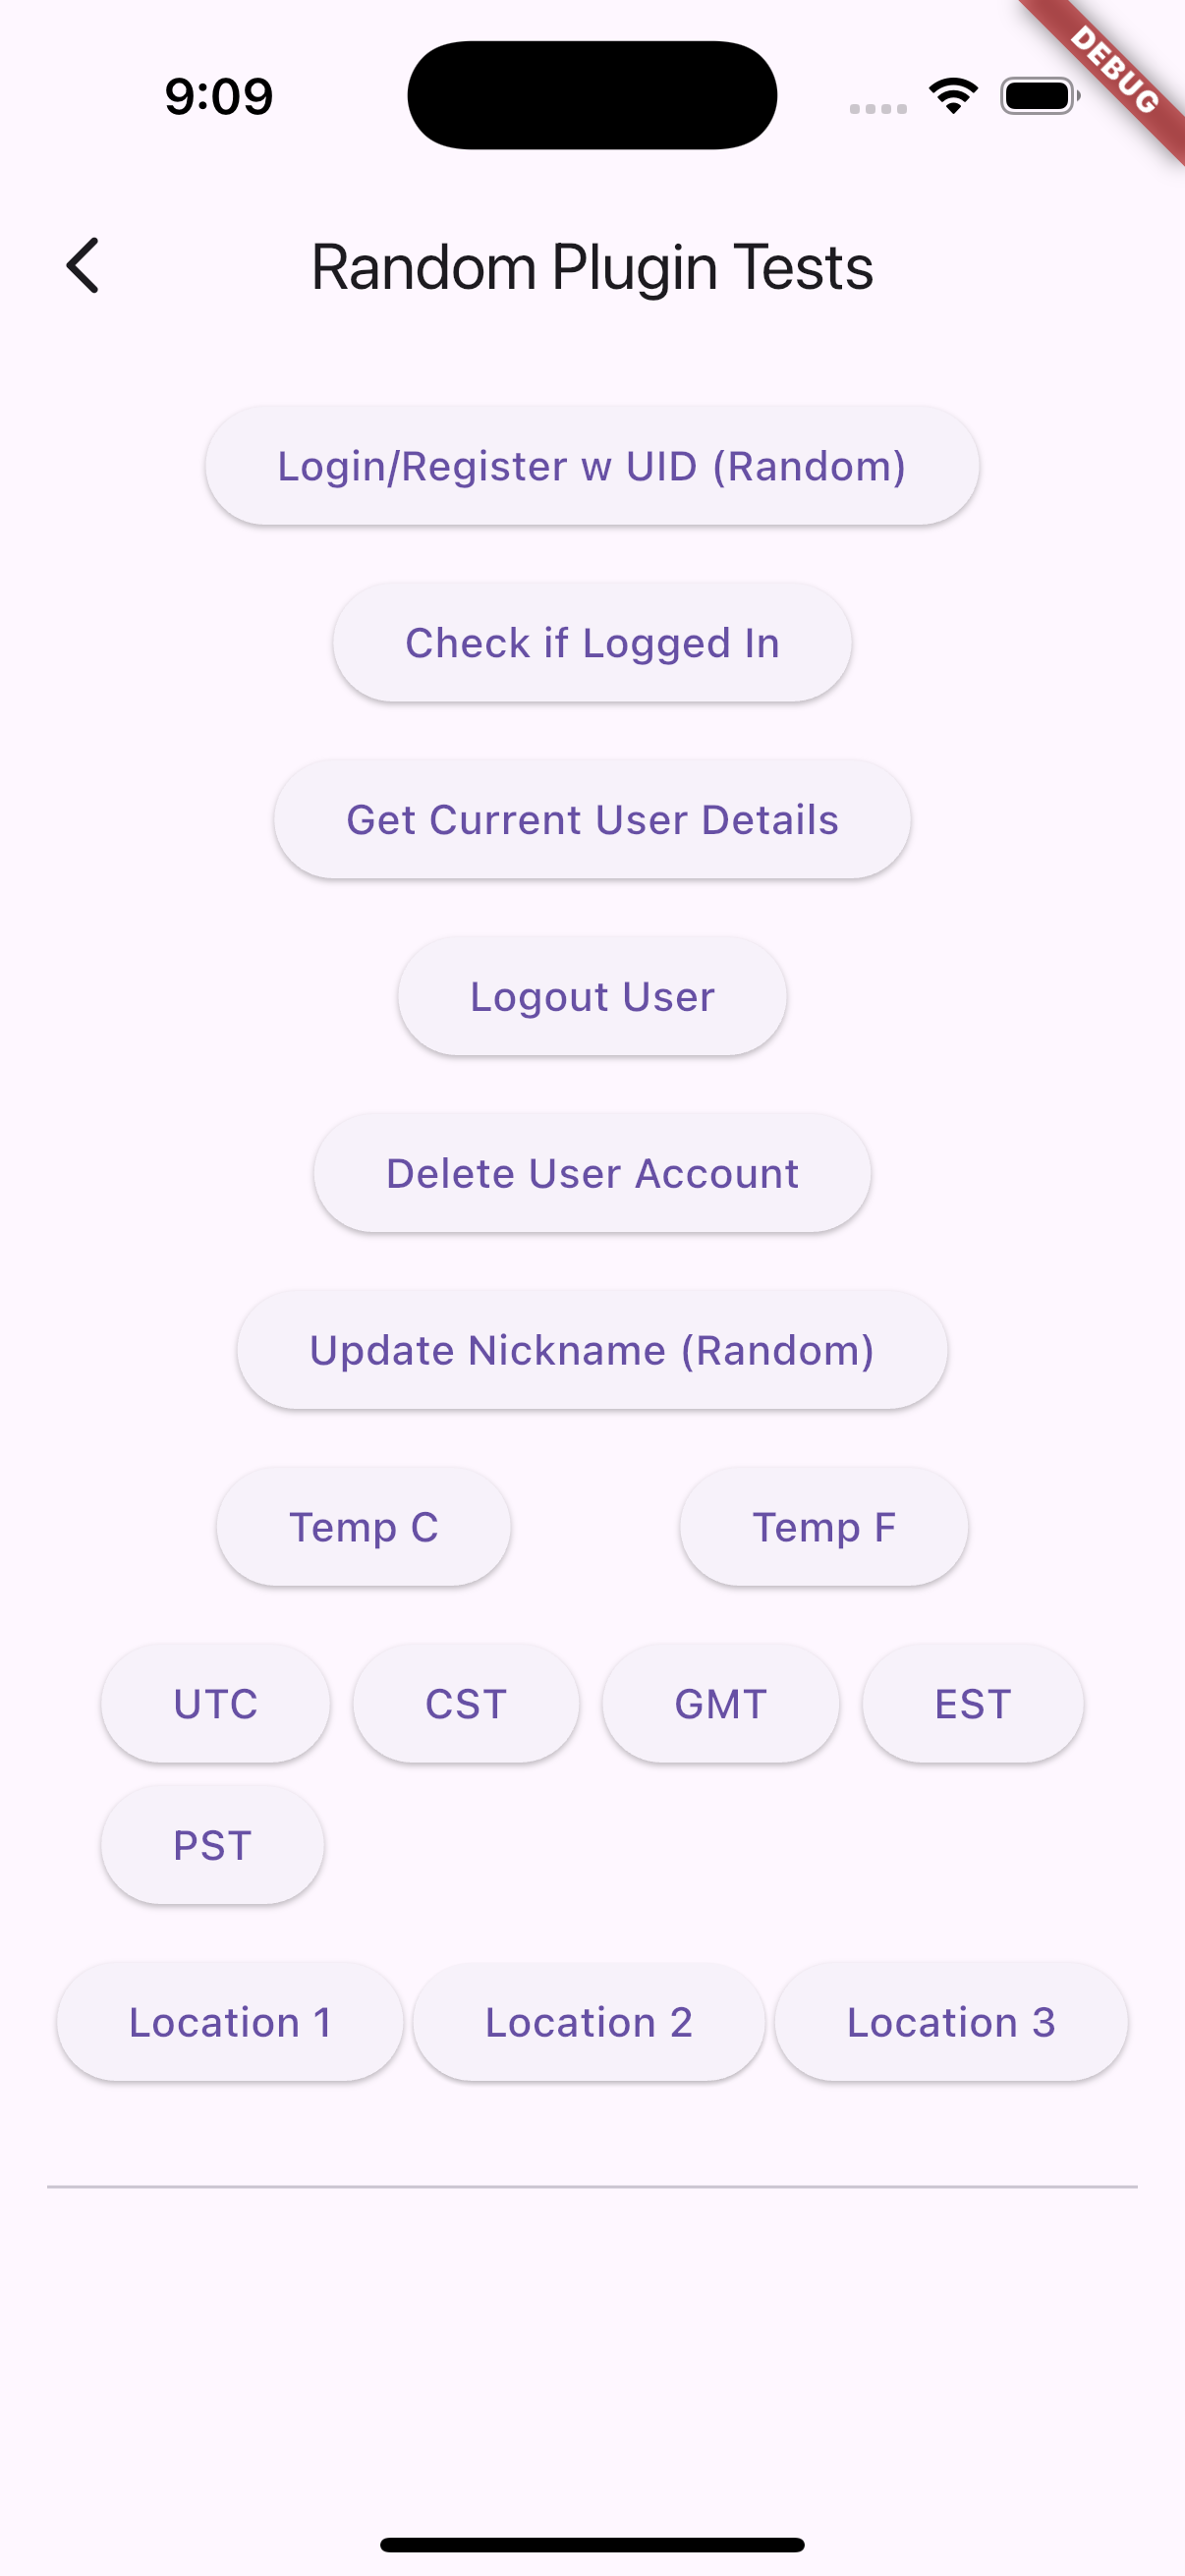 9:09
DEBUG
Random Plugin Tests
Login/Register w UID (Random)
Check if Logged In
Get Current User Details
Logout User
Delete User Account
Update Nickname (Random)
Temp C Temp F
UTC CST GMT EST
PST
Location 1 Location 2 Location 3